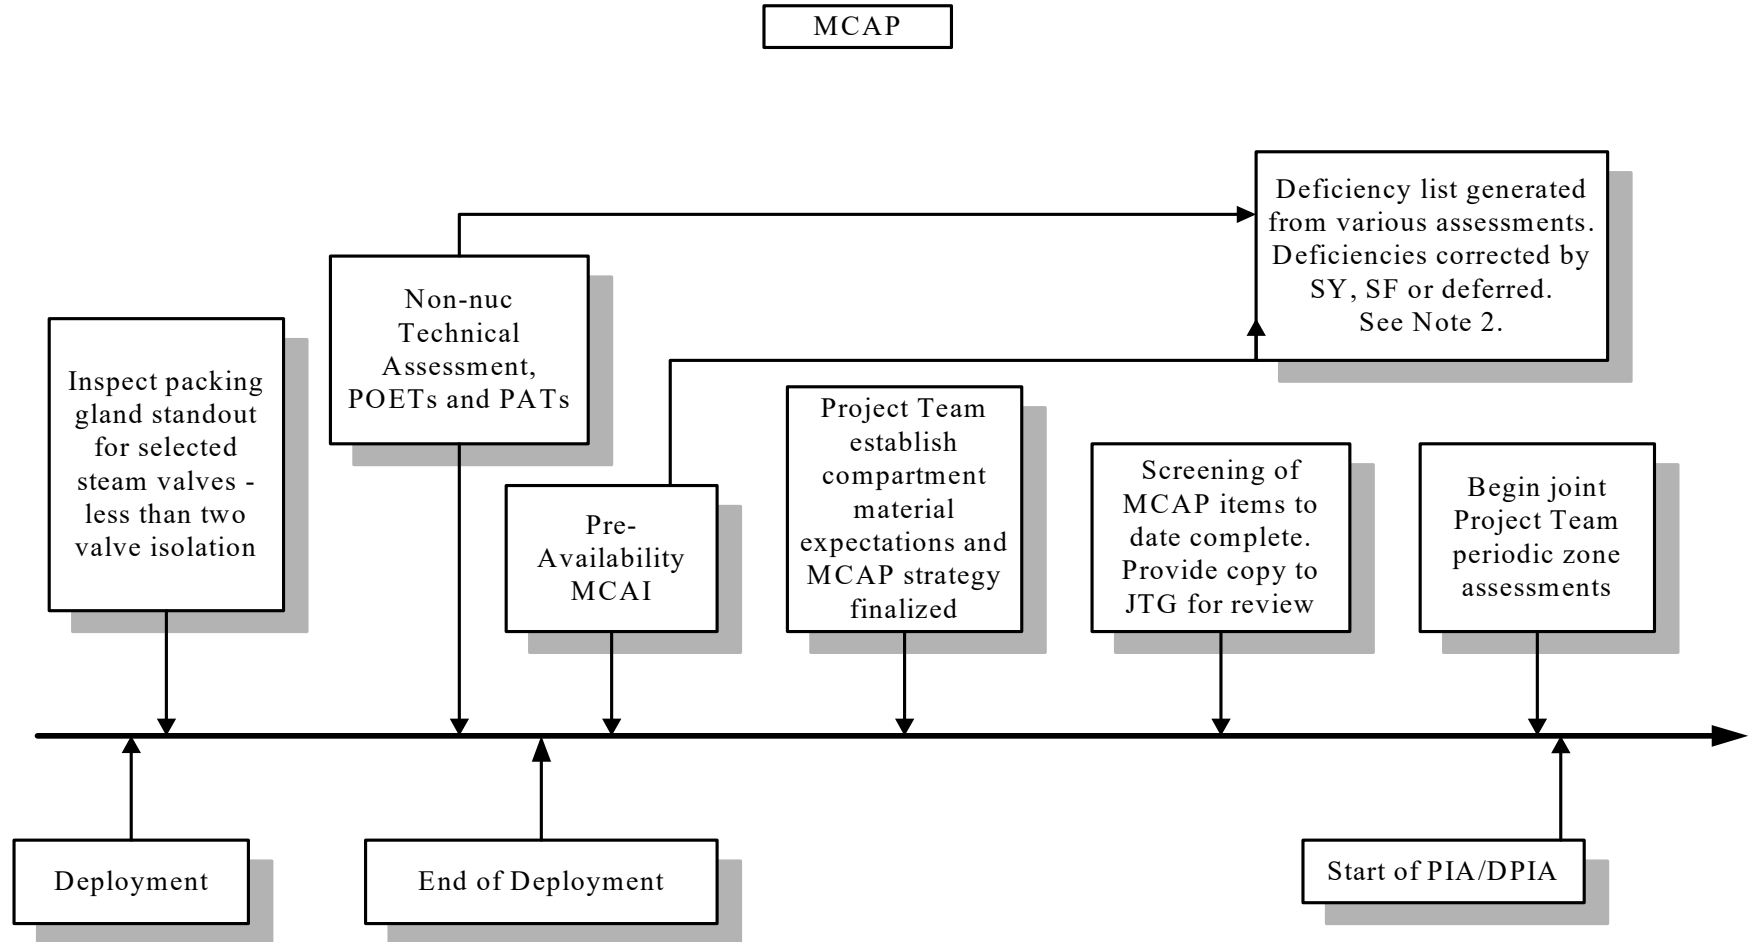 MCAP
Deficiency list generated
from various assessments.
Deficiencies corrected by
SY, SF or deferred.
See Note 2.
Non-nuc
Technical
Assessment,
POETs and PATs
Inspect packing
gland standout
for selected
steam valves -
less than two
valve isolation
Pre-
Availability
MCAI
Project Team
establish
compartment
material
expectations and
MCAP strategy
finalized
Screening of
MCAP items to
date complete.
Provide copy to
JTG for review
Begin joint
Project Team
periodic zone
assessments
Deployment
End of Deployment
Start of PIA/DPIA